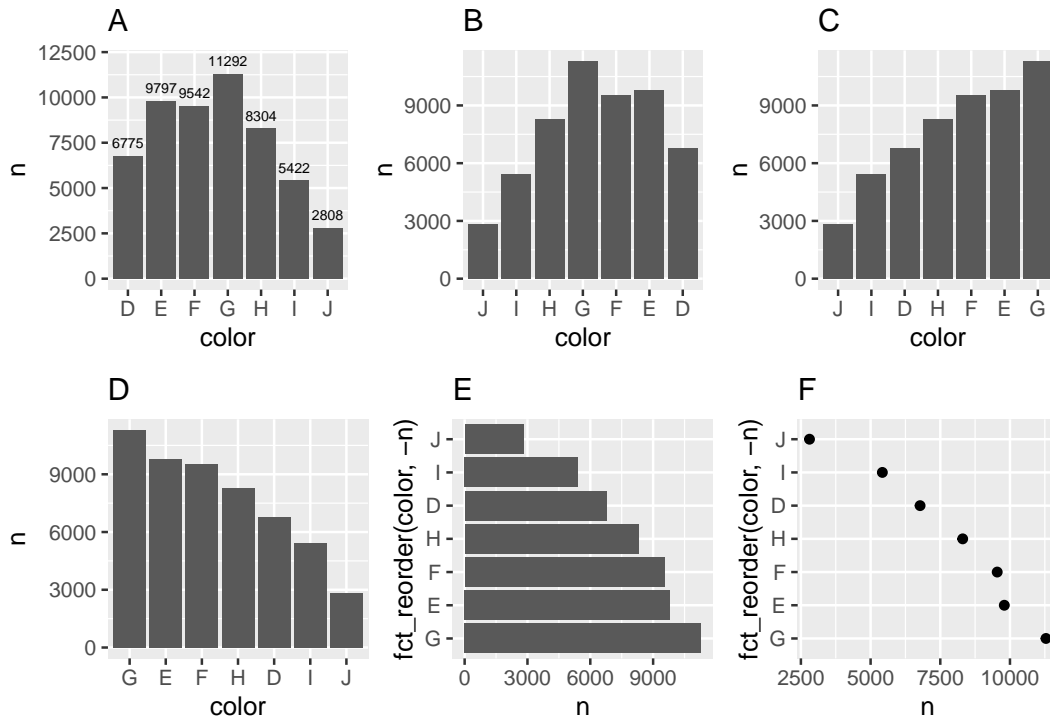 A
12500
10000
7500
5000
2500
0
n
6775
9797
9542
11292
8304
5422
2808
D E F G H I J
color
B
9000
6000
3000
0
n
J I H G F E D
color
C
9000
6000
3000
0
n
J I D H F E G
color
D
9000
6000
3000
0
n
G E F H D I J
color
E
fct_reorder(color, −n)
J
I
D
H
F
E
G
0 3000 6000 9000
n
F
fct_reorder(color, −n)
J
I
D
H
F
E
G
2500 5000 7500 10000
n